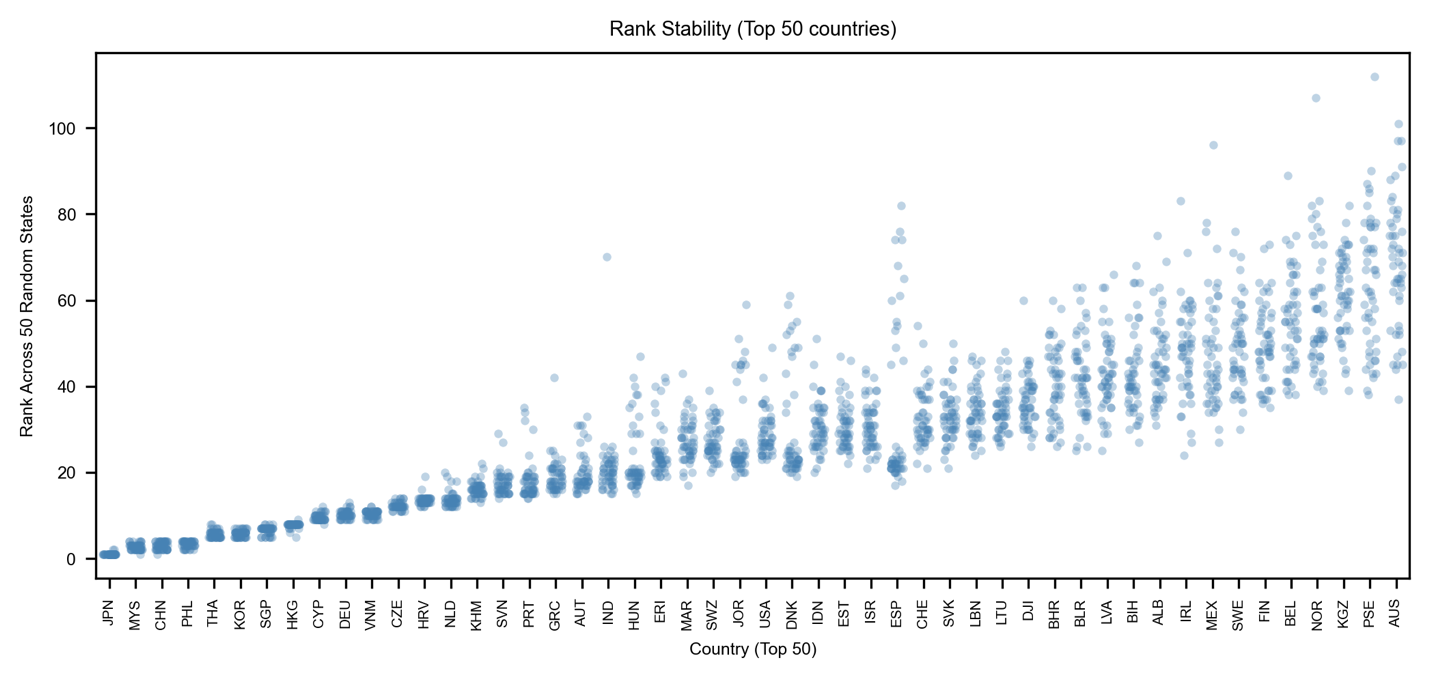 Rank Stability (Top 50 countries)
Rank Across 50 Random States
100
80
60
40
20
0
JPN
MYS
CHN
PHL
THA
KOR
SGP
HKG
CYP
DEU
VNM
CZE
HRV
NLD
KHM
SVN
PRT
GRC
AUT
IND
HUN
ERI
MAR
SWZ
JOR
USA
DNK
IDN
EST
ISR
ESP
CHE
SVK
LBN
LTU
DJI
BHR
BLR
LVA
BIH
ALB
IRL
MEX
SWE
FIN
BEL
NOR
KGZ
PSE
AUS
Country (Top 50)